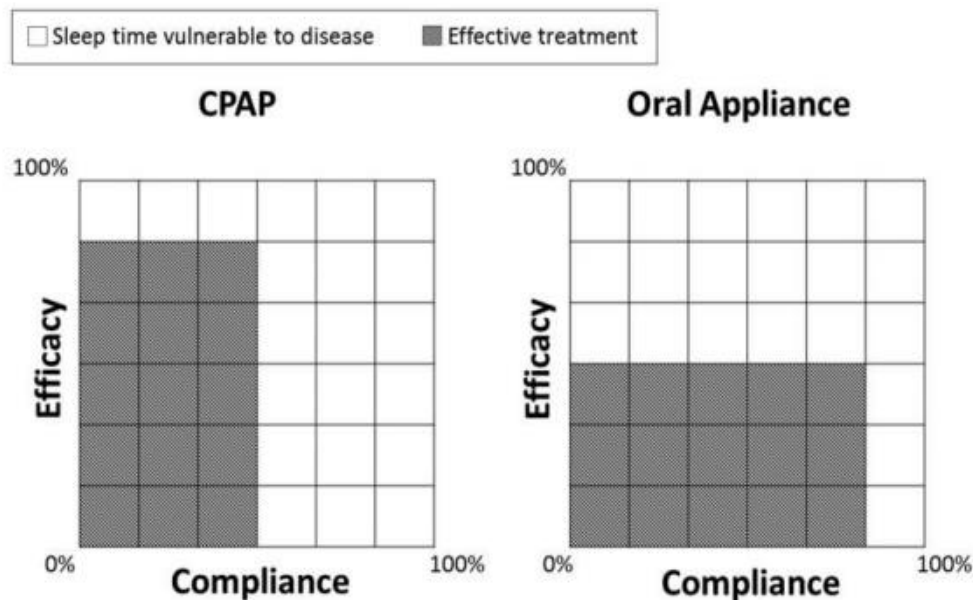 Sleep time vulnerable to disease Effective treatment
CPAP Oral Appliance
100% 100%
Efficacy Efficacy
0% 100% 0% 100%
Compliance Compliance